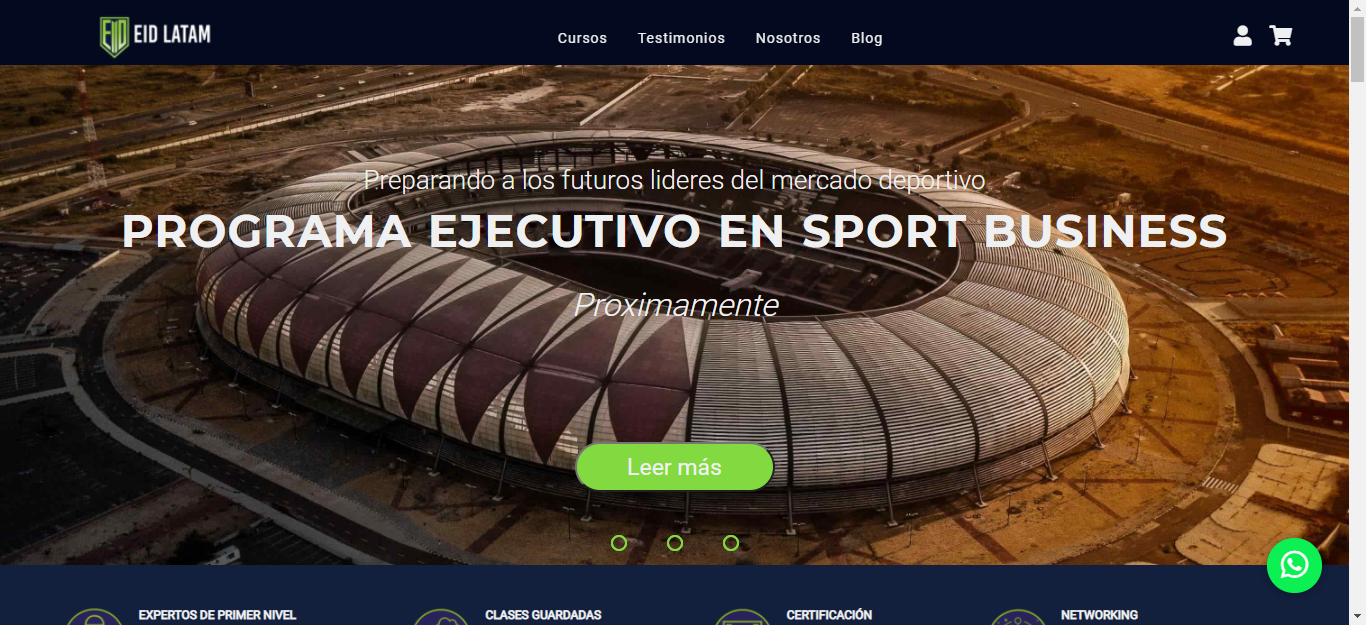 EID LATAM
Cursos Testimonios Nosotros Blog
Preparando a los futuros lideres del mercado deportivo
PROGRAMA EJECUTIVO EN SPORT BUSINESS
Proximamente
Leer más
EXPERTOS DE PRIMER NIVEL CLASES GUARDADAS CERTIFICACIÓN NETWORKING